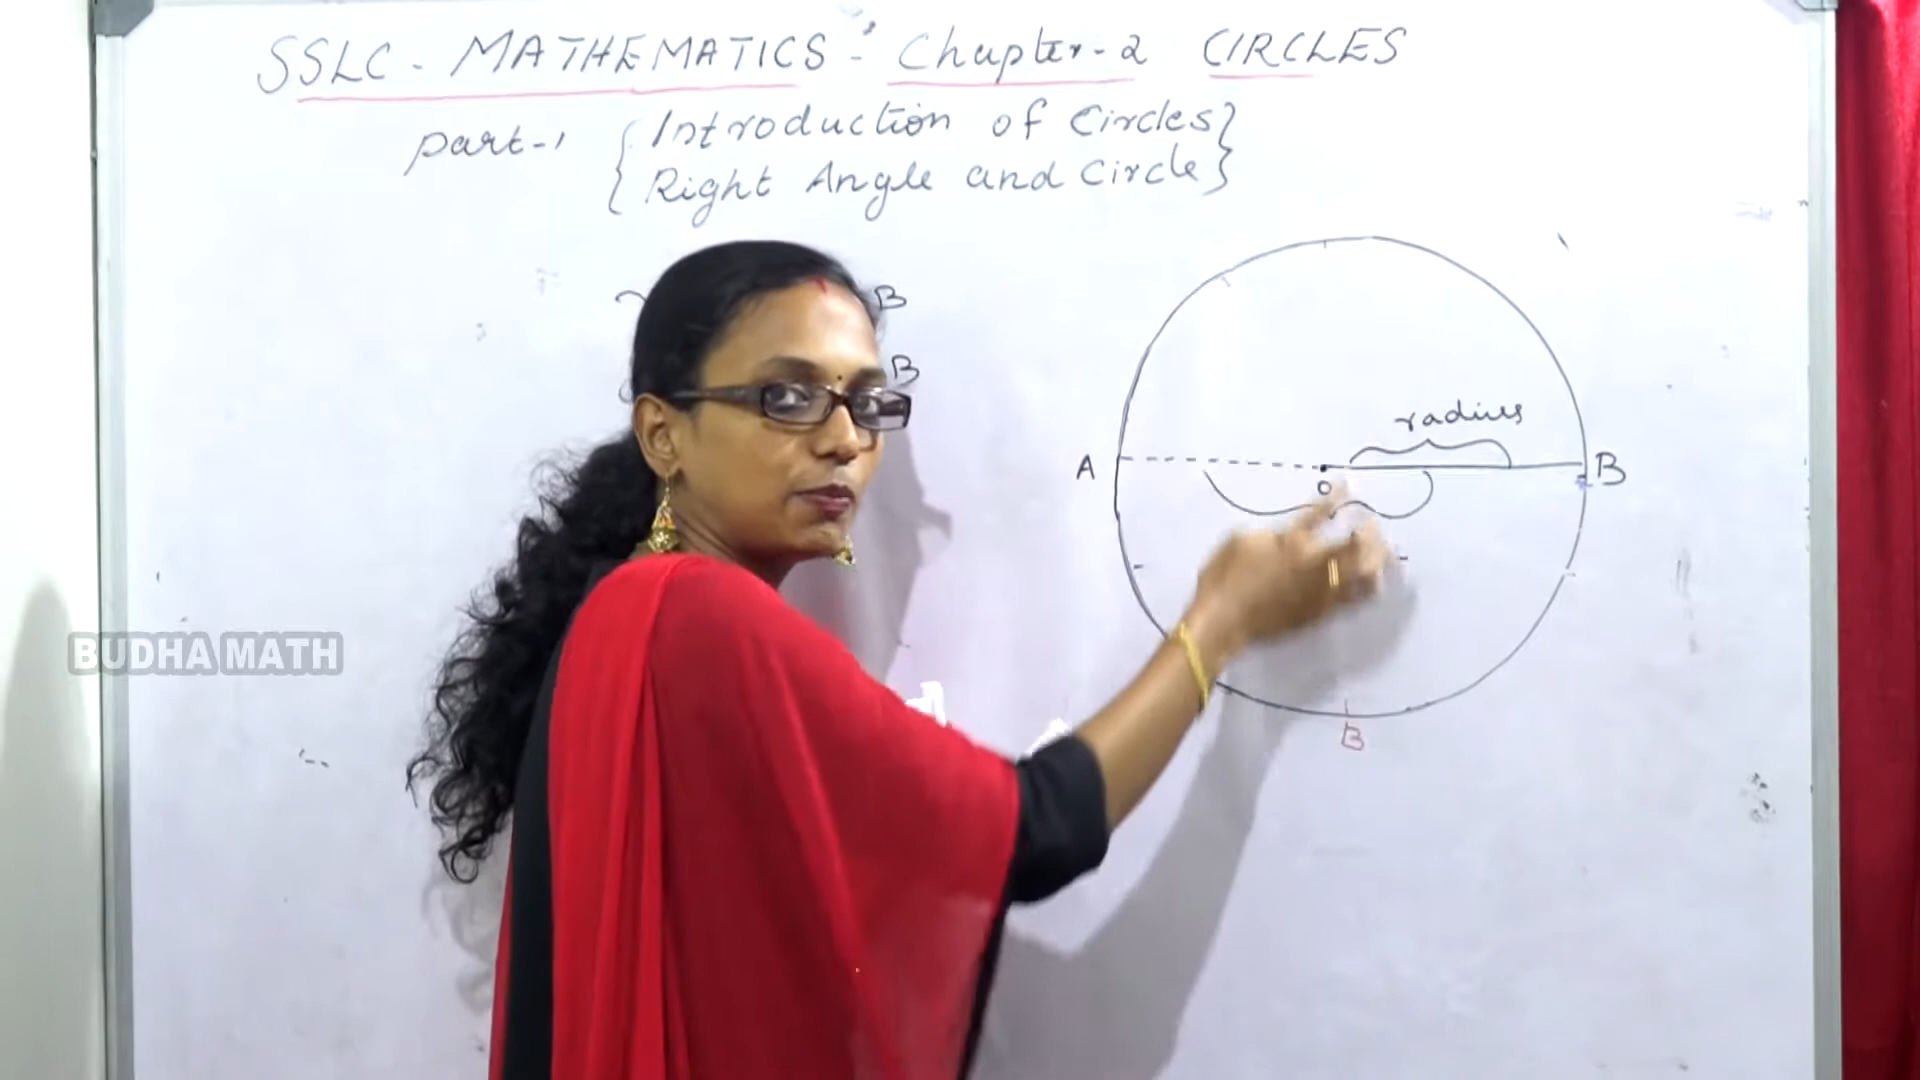 SSLC - MATHEMATICS - Chapter-2 CIRCLES
part-1 { Introduction of Circles }
{ Right Angle and Circle }
B
B
radius
A
O
B
B
BUDHA MATH